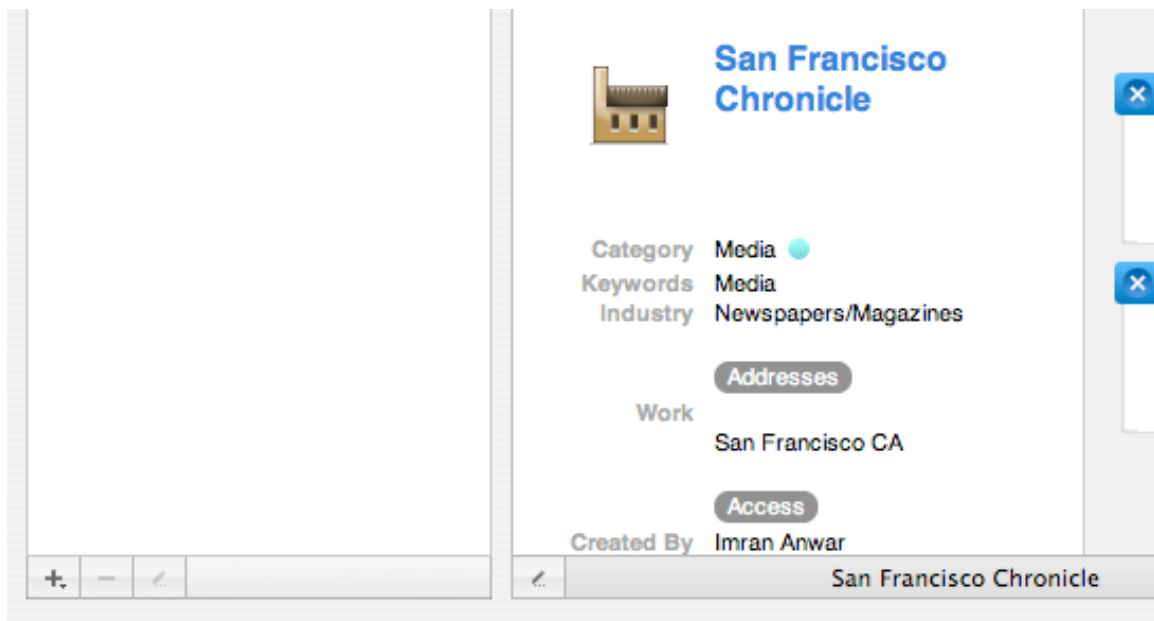 San Francisco
Chronicle
Category Media
Keywords Media
Industry Newspapers/Magazines
Addresses
Work
San Francisco CA
Access
Created By Imran Anwar
San Francisco Chronicle